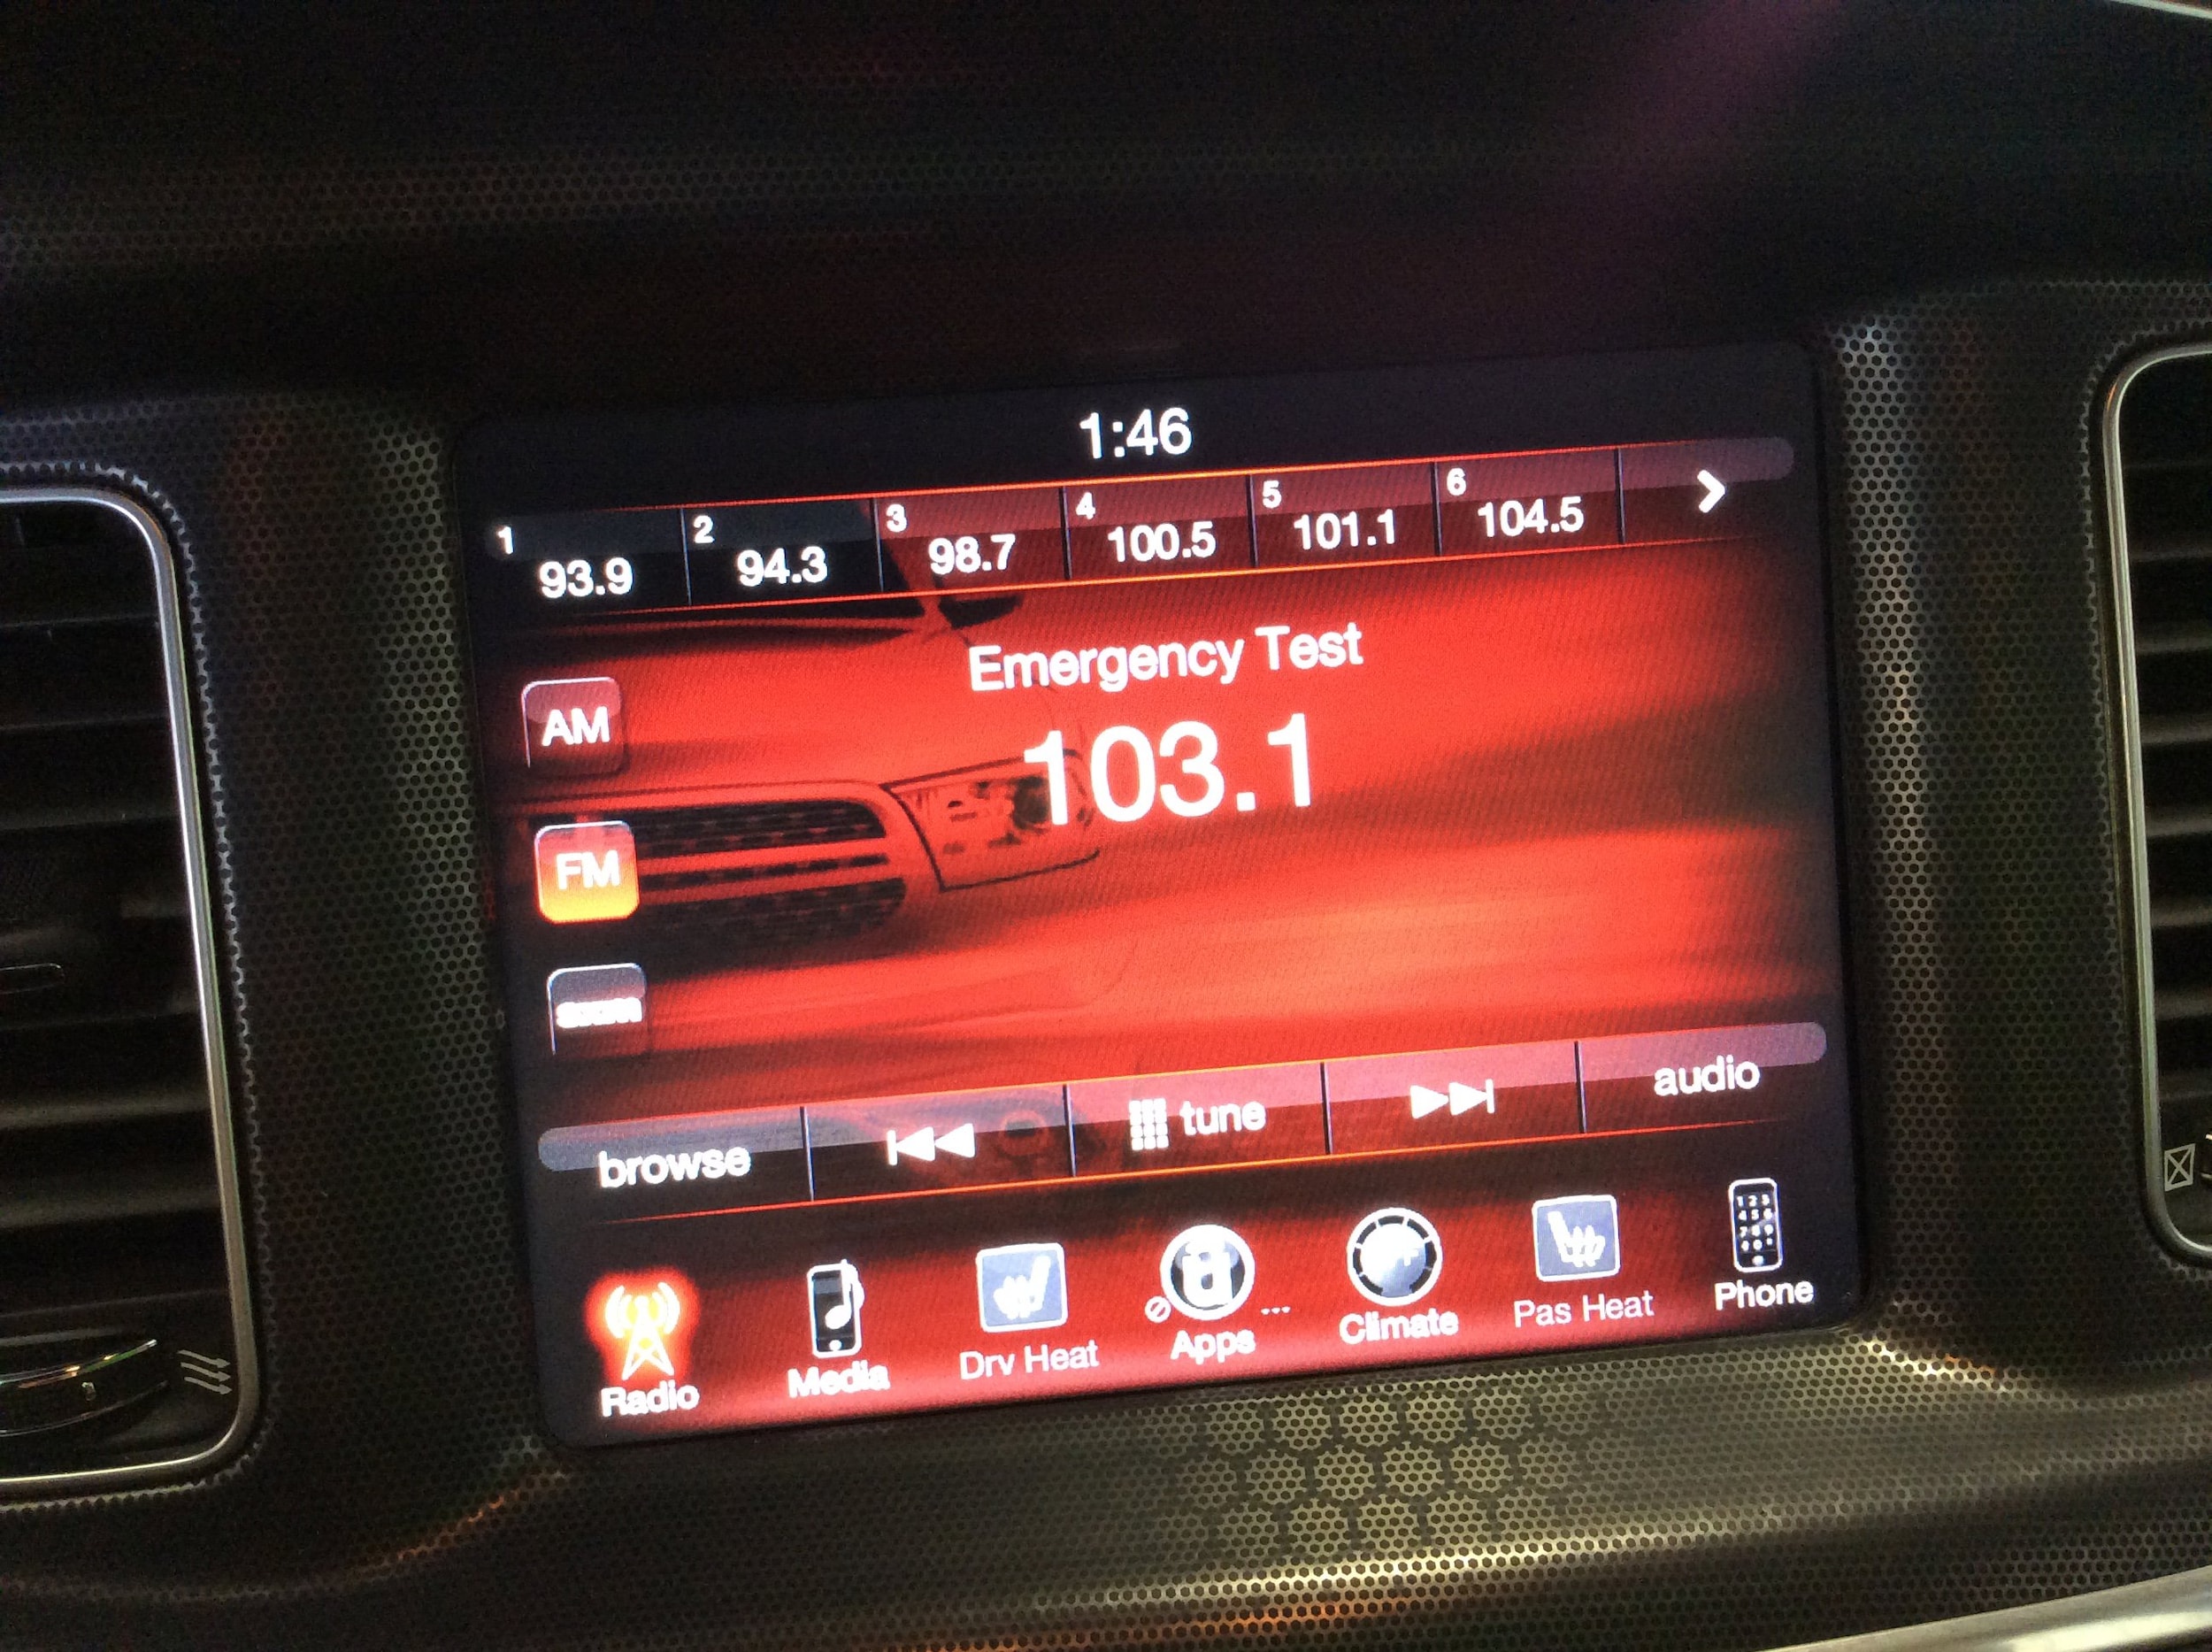 1:46
1 93.9 2 94.3 3 98.7 4 100.5 5 101.1 6 104.5
Emergency Test
103.1
AM
FM
browse tune audio
Radio Media Drv Heat Apps Climate Pas Heat Phone